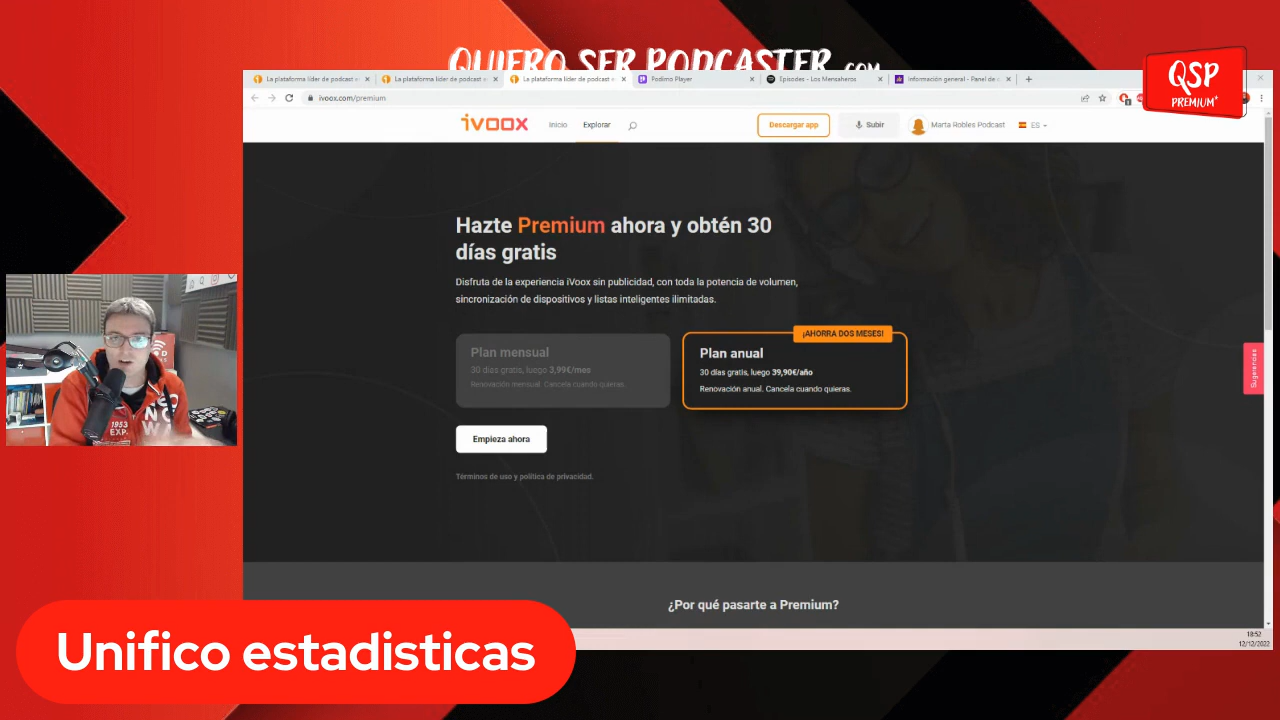 QUIERO SER PODCASTER.COM
QSP
PREMIUM+
La plataforma líder de podcast e
La plataforma líder de podcast e
La plataforma líder de podcast e
Podimo Player
Episodes - Los Mensaheros
Información general - Panel de c
ivoox.com/premium
iVOOX
Inicio
Explorar
Descargar app
Subir
Marta Robles Podcast
ES
Hazte Premium ahora y obtén 30
días gratis
Disfruta de la experiencia iVoox sin publicidad, con toda la potencia de volumen,
sincronización de dispositivos y listas inteligentes ilimitadas.
¡AHORRA DOS MESES!
Plan mensual
30 días gratis, luego 3,99€/mes
Renovación mensual. Cancela cuando quieras.
Plan anual
30 días gratis, luego 39,90€/año
Renovación anual. Cancela cuando quieras.
Sugerencias
Empieza ahora
Términos de uso y política de privacidad.
1953
EXP.
¿Por qué pasarte a Premium?
18:52
12/12/2022
Unifico estadisticas